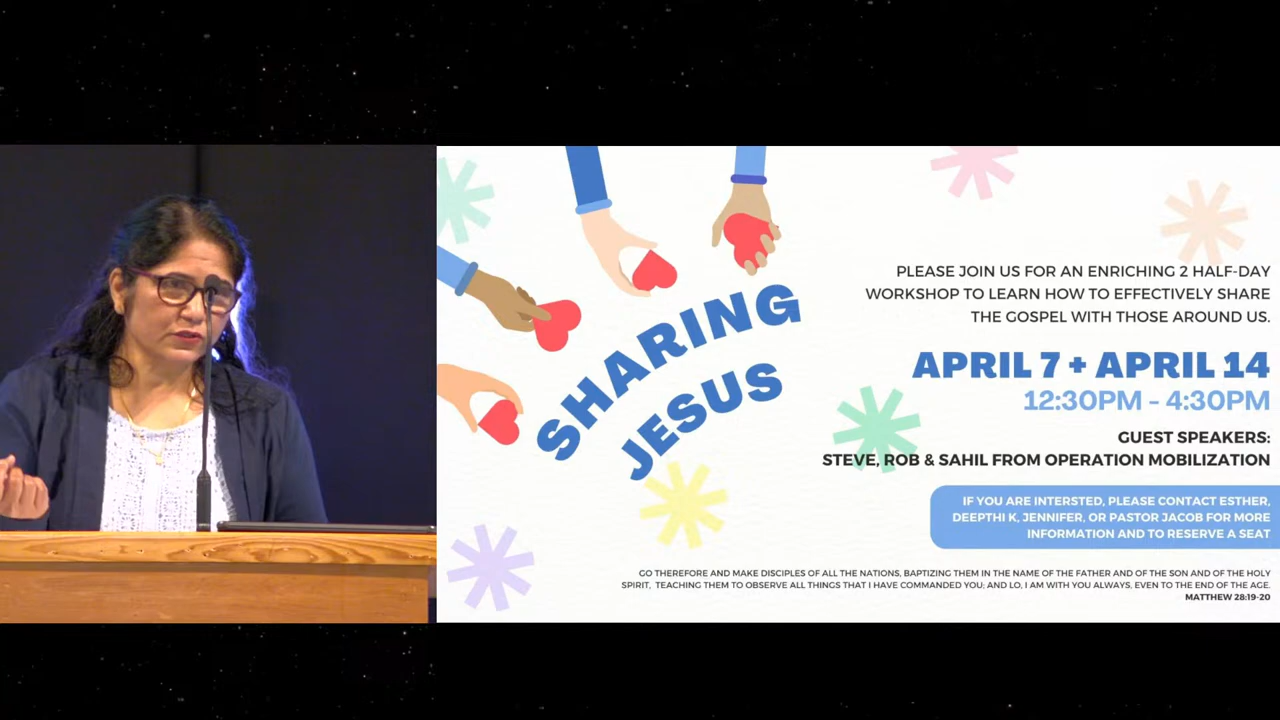 SHARING
JESUS
PLEASE JOIN US FOR AN ENRICHING 2 HALF-DAY
WORKSHOP TO LEARN HOW TO EFFECTIVELY SHARE
THE GOSPEL WITH THOSE AROUND US.
APRIL 7 + APRIL 14
12:30PM - 4:30PM
GUEST SPEAKERS:
STEVE, ROB & SAHIL FROM OPERATION MOBILIZATION
IF YOU ARE INTERSTED, PLEASE CONTACT ESTHER,
DEEPTHI K, JENNIFER, OR PASTOR JACOB FOR MORE
INFORMATION AND TO RESERVE A SEAT
GO THEREFORE AND MAKE DISCIPLES OF ALL THE NATIONS, BAPTIZING THEM IN THE NAME OF THE FATHER AND OF THE SON AND OF THE HOLY
SPIRIT, TEACHING THEM TO OBSERVE ALL THINGS THAT I HAVE COMMANDED YOU; AND LO, I AM WITH YOU ALWAYS, EVEN TO THE END OF THE AGE.
MATTHEW 28:19-20